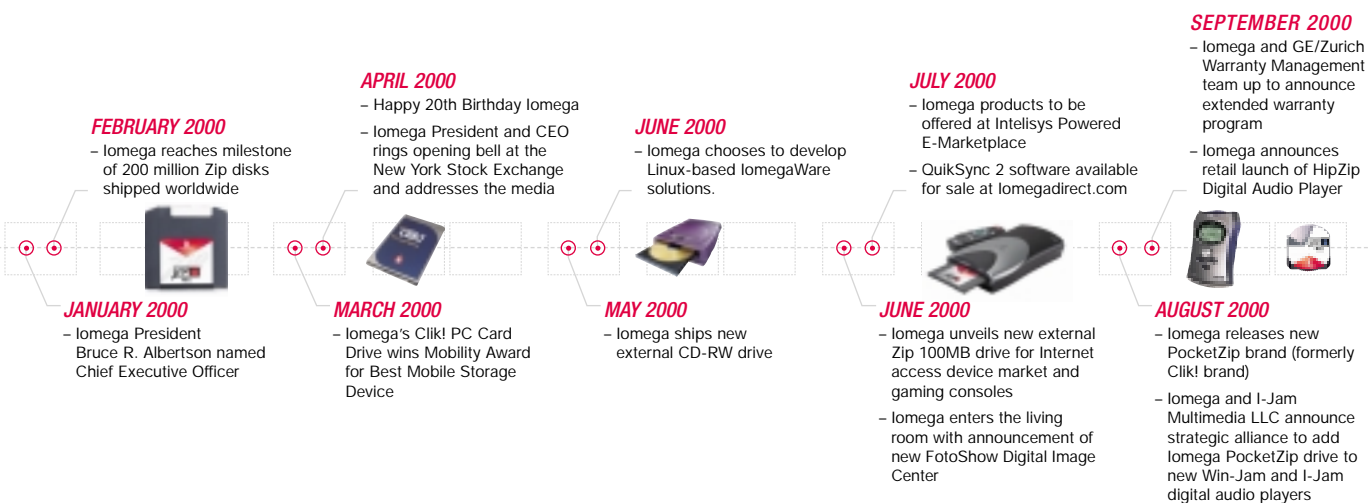 JANUARY 2000
– Iomega President
Bruce R. Albertson named
Chief Executive Officer
FEBRUARY 2000
– Iomega reaches milestone
of 200 million Zip disks
shipped worldwide
MARCH 2000
– Iomega's Clik! PC Card
Drive wins Mobility Award
for Best Mobile Storage
Device
APRIL 2000
– Happy 20th Birthday Iomega
– Iomega President and CEO
rings opening bell at the
New York Stock Exchange
and addresses the media
MAY 2000
– Iomega ships new
external CD-RW drive
JUNE 2000
– Iomega chooses to develop
Linux-based IomegaWare
solutions.
JUNE 2000
– Iomega unveils new external
Zip 100MB drive for Internet
access device market and
gaming consoles
– Iomega enters the living
room with announcement of
new FotoShow Digital Image
Center
JULY 2000
– Iomega products to be
offered at Intelisys Powered
E-Marketplace
– QuikSync 2 software available
for sale at Iomegadirect.com
AUGUST 2000
– Iomega releases new
PocketZip brand (formerly
Clik! brand)
– Iomega and I-Jam
Multimedia LLC announce
strategic alliance to add
Iomega PocketZip drive to
new Win-Jam and I-Jam
digital audio players
SEPTEMBER 2000
– Iomega and GE/Zurich
Warranty Management
team up to announce
extended warranty
program
– Iomega announces
retail launch of HipZip
Digital Audio Player